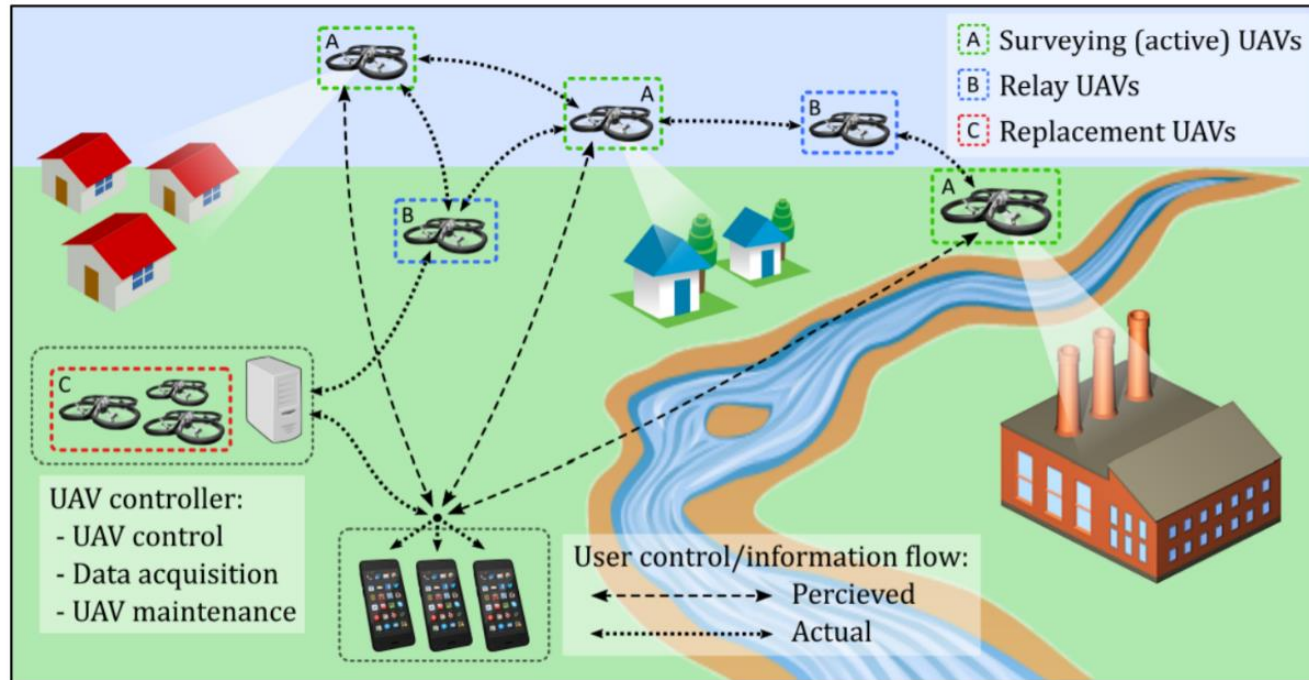 A
A
B
A
B
A
A Surveying (active) UAVs
B Relay UAVs
C Replacement UAVs
C
UAV controller:
- UAV control
- Data acquisition
- UAV maintenance
User control/information flow:
Percieved
Actual